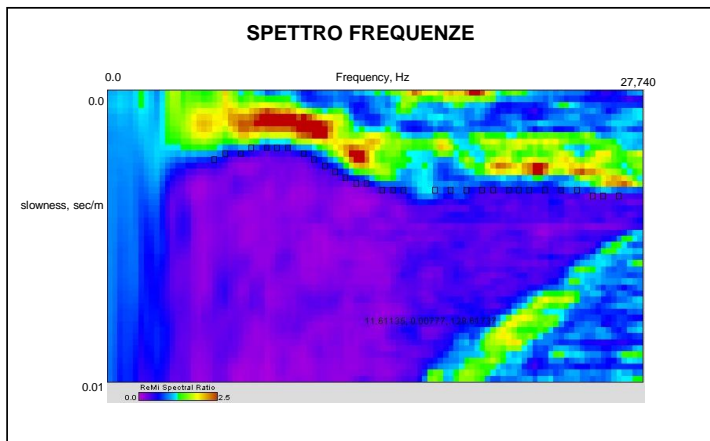 SPETTRO FREQUENZE
0.0 Frequency, Hz 27,740
0.0
slowness, sec/m
0.01
ReMi Spectral Ratio
0.0 2.5